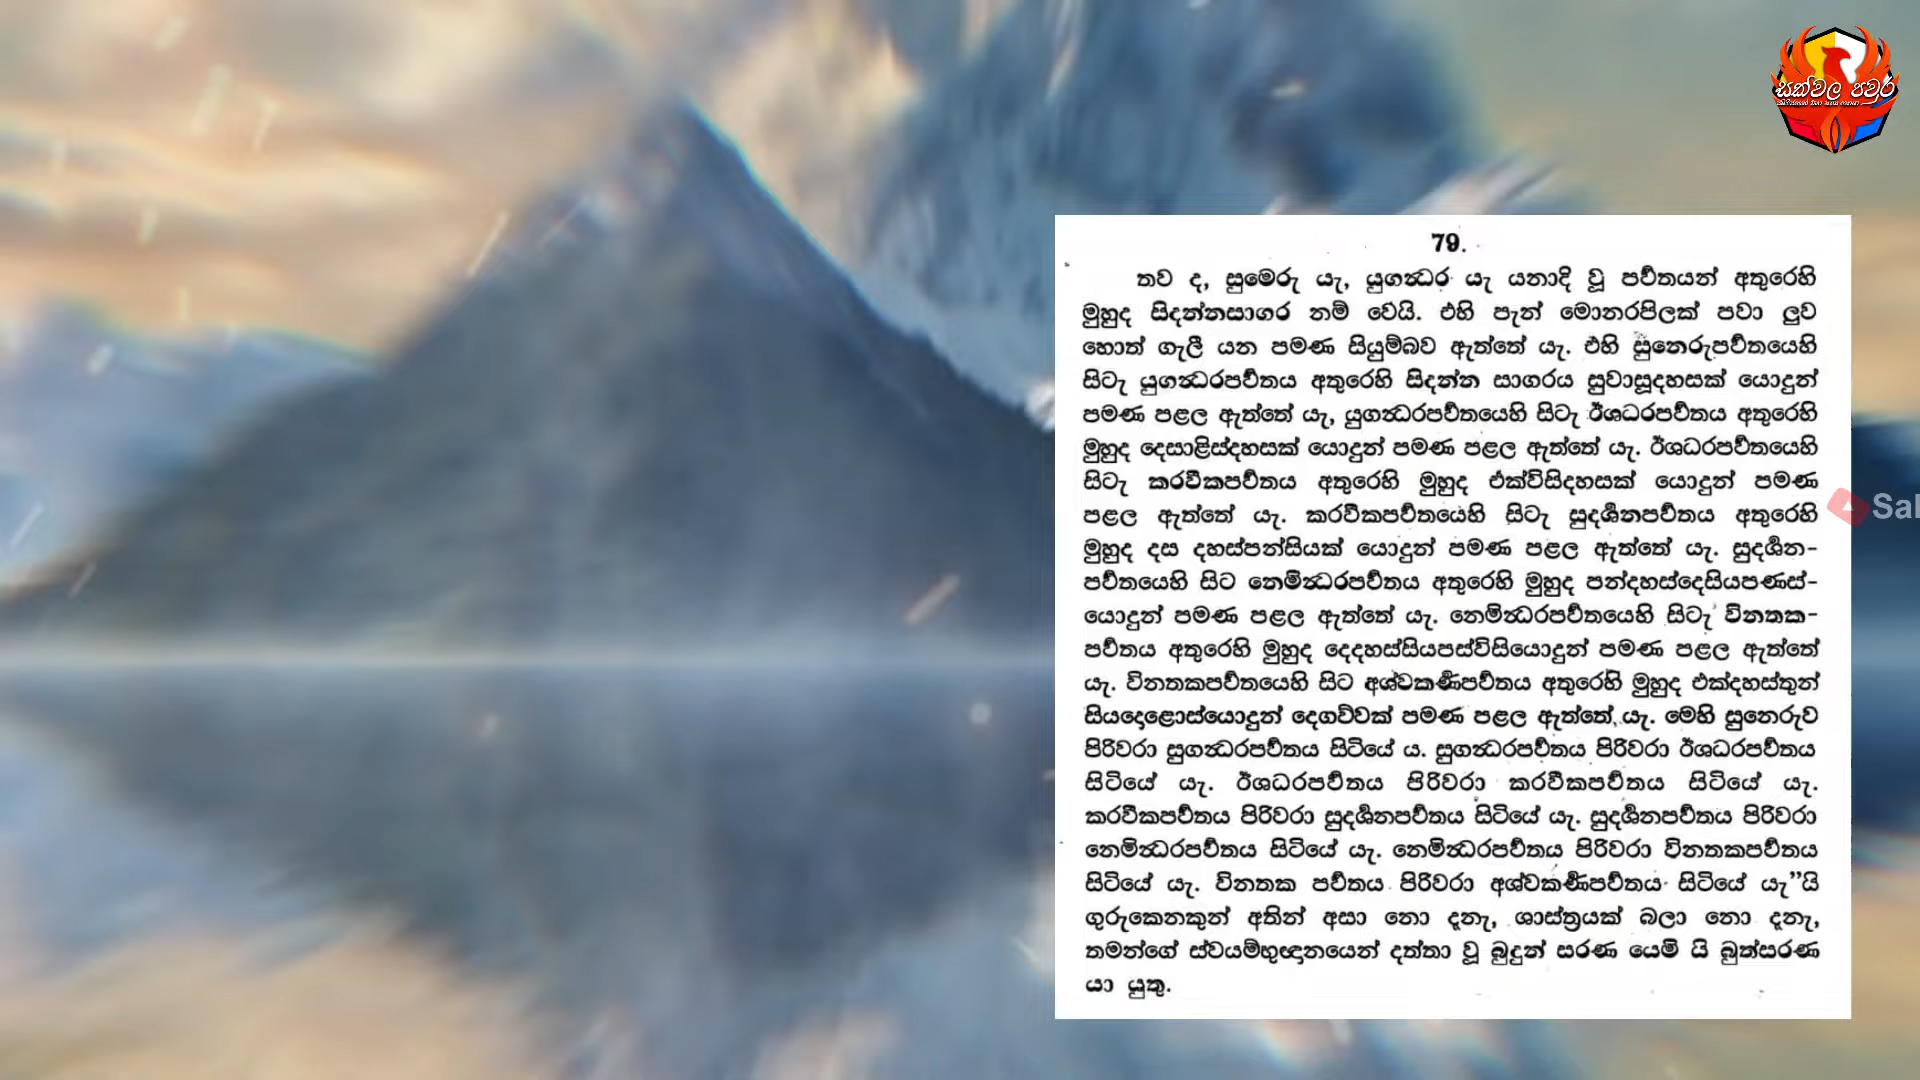 සක්වල පවුර
79.
තව ද, සුමෙරු යැ, යුගන්‍ධර යැ යනාදි වූ පර්‍වතයන් අතුරෙහි
මුහුද සිදන්නසාගර නම් වෙයි. එහි පැන් මොනරපිලක් පවා ලුව
හොත් ගැලී යන පමණ සියුම්බව ඇත්තේ යැ. එහි සුනෙරුපර්‍වතයෙහි
සිටැ යුගන්‍ධරපර්‍වතය අතුරෙහි සිදන්න සාගරය සුවාසූදහසක් යොදුන්
පමණ පළල ඇත්තේ යැ, යුගන්‍ධරපර්‍වතයෙහි සිටැ ඊශධරපර්‍වතය අතුරෙහි
මුහුද දෙසාළිස්දහසක් යොදුන් පමණ පළල ඇත්තේ යැ. ඊශධරපර්‍වතයෙහි
සිටැ කරවීකපර්‍වතය අතුරෙහි මුහුද එක්විසිදහසක් යොදුන් පමණ
පළල ඇත්තේ යැ. කරවීකපර්‍වතයෙහි සිටැ සුදර්‍ශනපර්‍වතය අතුරෙහි
Sal
මුහුද දස දහස්පන්සියක් යොදුන් පමණ පළල ඇත්තේ යැ. සුදර්‍ශන-
පර්‍වතයෙහි සිට නෙමින්‍ධරපර්‍වතය අතුරෙහි මුහුද පන්දහස්දෙසියපණස්-
යොදුන් පමණ පළල ඇත්තේ යැ. නෙමින්‍ධරපර්‍වතයෙහි සිටැ විනතක-
පර්‍වතය අතුරෙහි මුහුද දෙදහස්සියපස්විසියොදුන් පමණ පළල ඇත්තේ
යැ. විනතකපර්‍වතයෙහි සිට අශ්වකර්‍ණපර්‍වතය අතුරෙහි මුහුද එක්දහස්තුන්
සියදොළොස්යොදුන් දෙගව්වක් පමණ පළල ඇත්තේ යැ. මෙහි සුනෙරුව
පිරිවරා සුගන්‍ධරපර්‍වතය සිටියේ ය. සුගන්‍ධරපර්‍වතය පිරිවරා ඊශධරපර්‍වතය
සිටියේ යැ. ඊශධරපර්‍වතය පිරිවරා කරවීකපර්‍වතය සිටියේ යැ.
කරවීකපර්‍වතය පිරිවරා සුදර්‍ශනපර්‍වතය සිටියේ යැ. සුදර්‍ශනපර්‍වතය පිරිවරා
නෙමින්‍ධරපර්‍වතය සිටියේ යැ. නෙමින්‍ධරපර්‍වතය පිරිවරා විනතකපර්‍වතය
සිටියේ යැ. විනතක පර්‍වතය පිරිවරා අශ්වකර්‍ණපර්‍වතය සිටියේ යැ”යි
ගුරුකෙනකුන් අතින් අසා නො දැනැ, ශාස්ත්‍රයක් බලා නො දැනැ,
තමන්ගේ ස්වයම්භුඥානයෙන් දත්තා වූ බුදුන් සරණ යෙමි යි බුත්සරණ
යා යුතු.